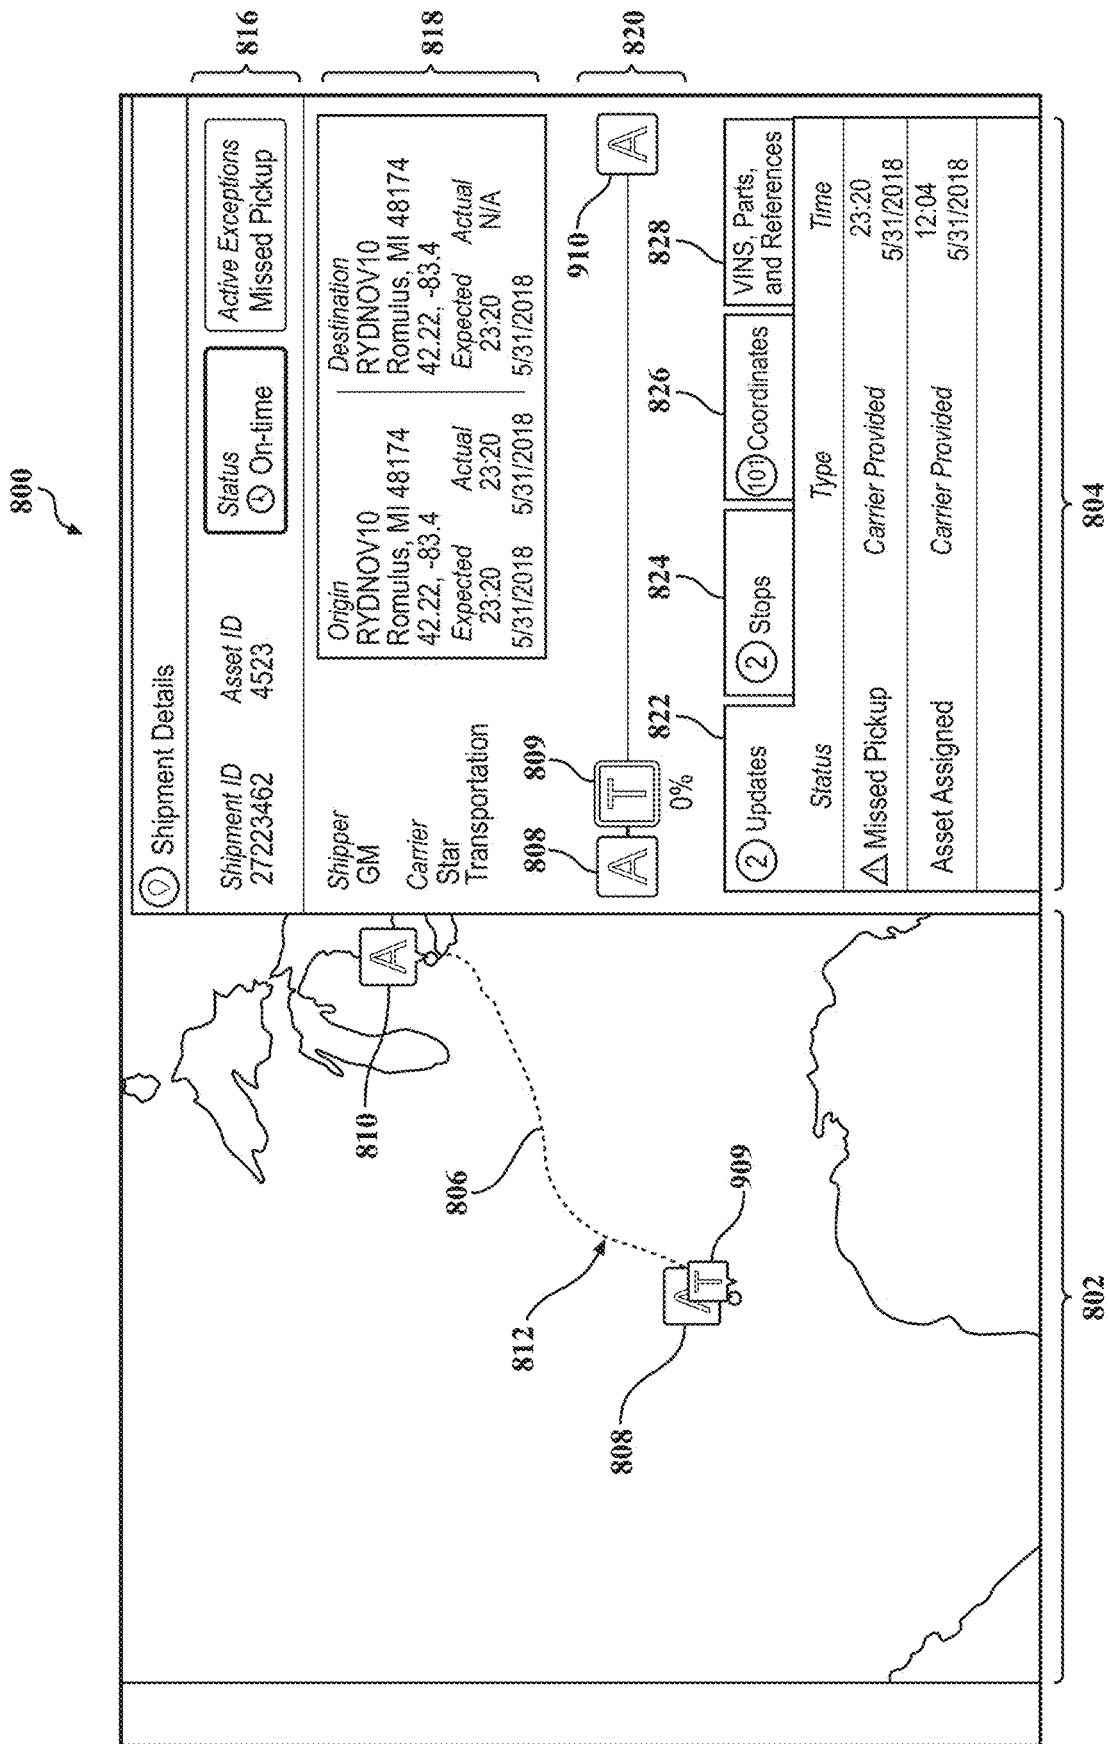 800
Shipment Details
Shipment ID
27223462
Asset ID
4523
Status
On-time
Active Exceptions
Missed Pickup
816
Shipper
GM
Carrier
Star
Transportation
Origin
RYDNOV10
Romulus, MI 48174
42.22, -83.4
Expected Actual
23:20 23:20
5/31/2018 5/31/2018
Destination
RYDNOV10
Romulus, MI 48174
42.22, -83.4
Expected Actual
23:20 N/A
5/31/2018
818
808
A
809
T
0%
910
A
820
822
824
826
828
2 Updates
2 Stops
101 Coordinates
VINS, Parts,
and References
Status Type Time
Missed Pickup Carrier Provided 23:20
5/31/2018
Asset Assigned Carrier Provided 12:04
5/31/2018
810
A
806
812
808
A
T
909
802
804